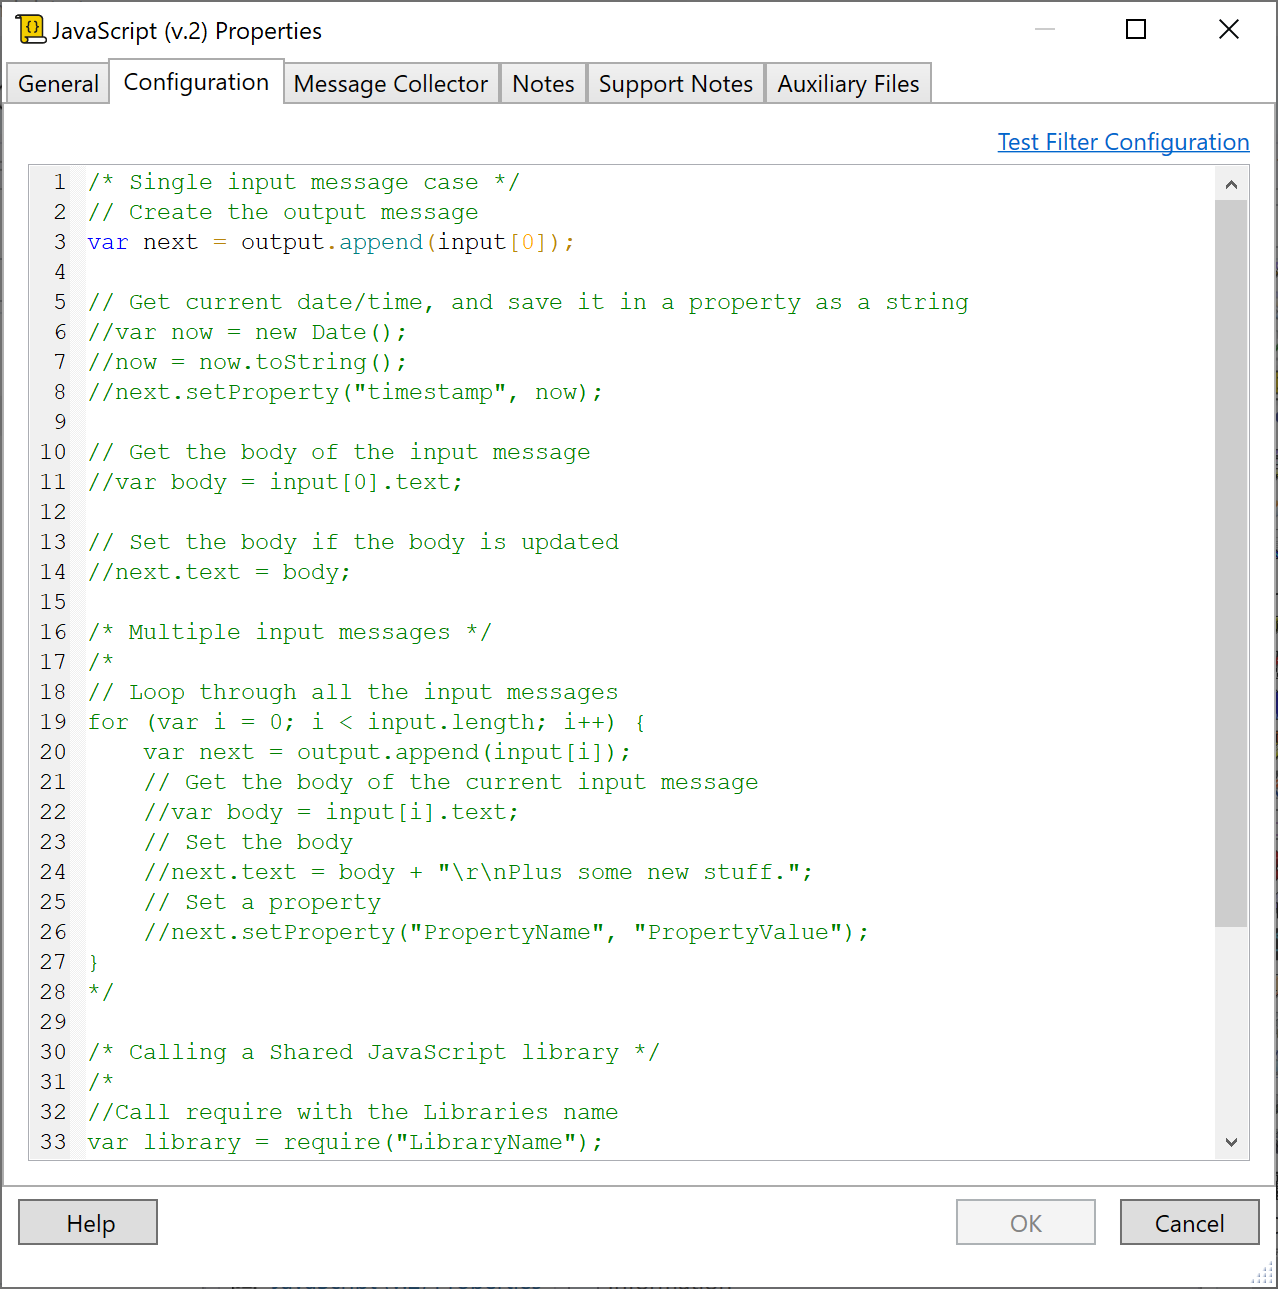 JavaScript (v.2) Properties
General Configuration Message Collector Notes Support Notes Auxiliary Files
Test Filter Configuration
1 /* Single input message case */
2 // Create the output message
3 var next = output.append(input[0]);
4
5 // Get current date/time, and save it in a property as a string
6 //var now = new Date();
7 //now = now.toString();
8 //next.setProperty("timestamp", now);
9
10 // Get the body of the input message
11 //var body = input[0].text;
12
13 // Set the body if the body is updated
14 //next.text = body;
15
16 /* Multiple input messages */
17 /*
18 // Loop through all the input messages
19 for (var i = 0; i < input.length; i++) {
20     var next = output.append(input[i]);
21     // Get the body of the current input message
22     //var body = input[i].text;
23     // Set the body
24     //next.text = body + "\r\nPlus some new stuff.";
25     // Set a property
26     //next.setProperty("PropertyName", "PropertyValue");
27 }
28 */
29
30 /* Calling a Shared JavaScript library */
31 /*
32 //Call require with the Libraries name
33 var library = require("LibraryName");
Help OK Cancel